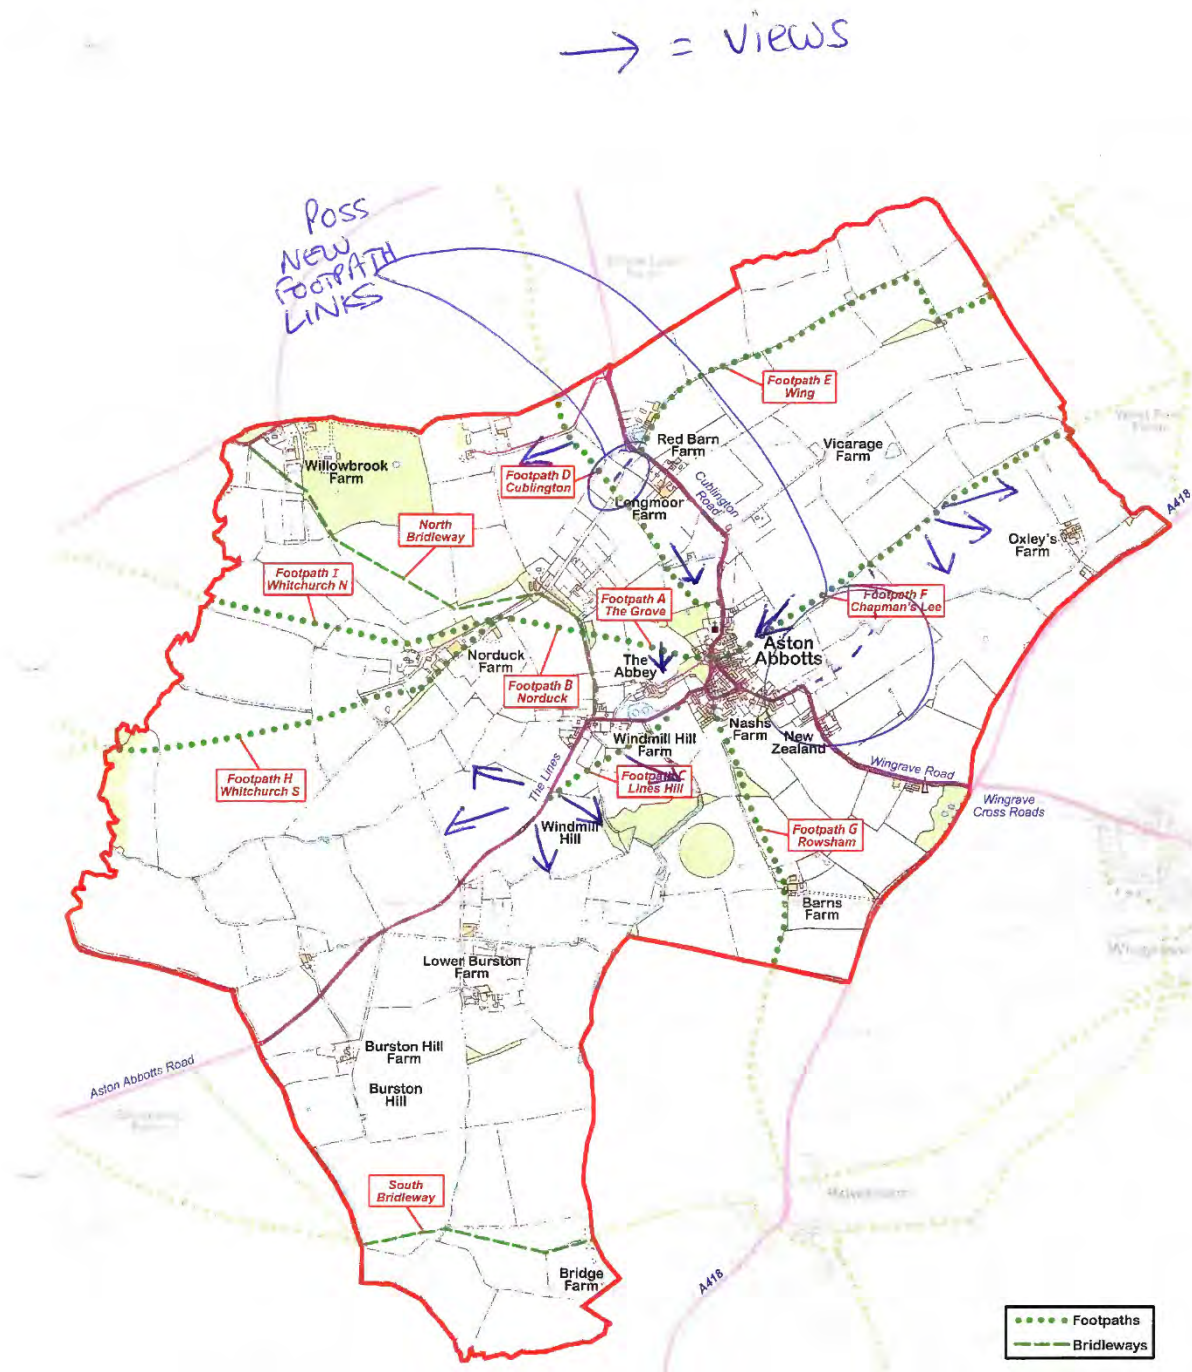 → = Views
Poss
NEW
FOOTPATH
LINKS
Footpath E
Wing
Red Barn
Farm
Vicarage
Farm
Willowbrook
Farm
Footpath D
Cublington
Longmoor
Farm
Cublington
Road
A418
North
Bridleway
Oxley's
Farm
Footpath I
Whitchurch N
Footpath A
The Grove
Footpath F
Chapman's Lee
Aston
Abbotts
Norduck
Farm
The
Abbey
Footpath B
Norduck
Nashs
Farm
New
Zealand
Windmill Hill
Farm
Footpath H
Whitchurch S
The Lines
Footpath C
Lines Hill
Wingrave Road
Wingrave
Cross Roads
Windmill
Hill
Footpath G
Rowsham
Barns
Farm
Lower Burston
Farm
Burston Hill
Farm
Aston Abbotts Road
Burston
Hill
South
Bridleway
Bridge
Farm
A418
Footpaths
Bridleways